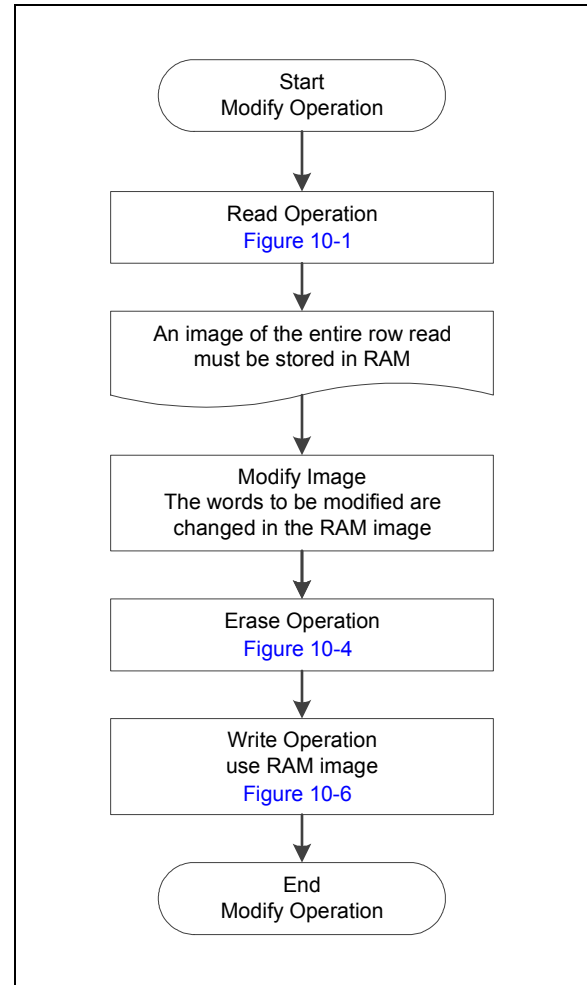 Start
Modify Operation
Read Operation
Figure 10-1
An image of the entire row read
must be stored in RAM
Modify Image
The words to be modified are
changed in the RAM image
Erase Operation
Figure 10-4
Write Operation
use RAM image
Figure 10-6
End
Modify Operation